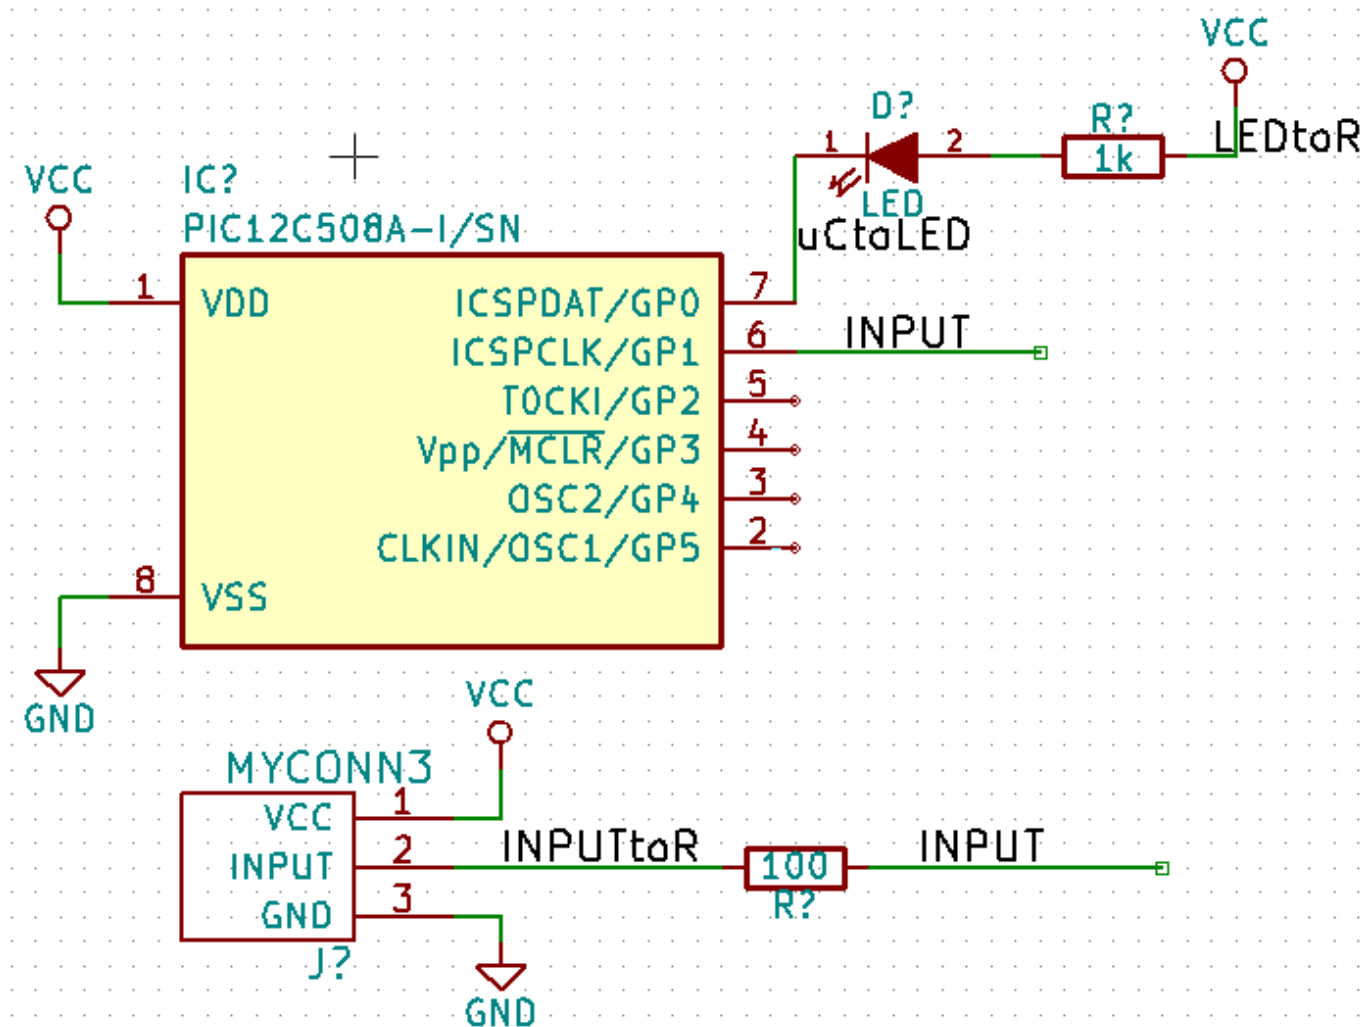 VCC
D?
R?
1
2
1k
LEDtoR
VCC
IC?
LED
PIC12C508A-I/SN
uCtoLED
1
VDD
ICSPDAT/GP0
7
ICSPCLK/GP1
6
INPUT
T0CKI/GP2
5
Vpp/MCLR/GP3
4
OSC2/GP4
3
CLKIN/OSC1/GP5
2
8
VSS
GND
VCC
MYCONN3
VCC
1
INPUT
2
INPUTtoR
100
INPUT
GND
3
R?
J?
GND